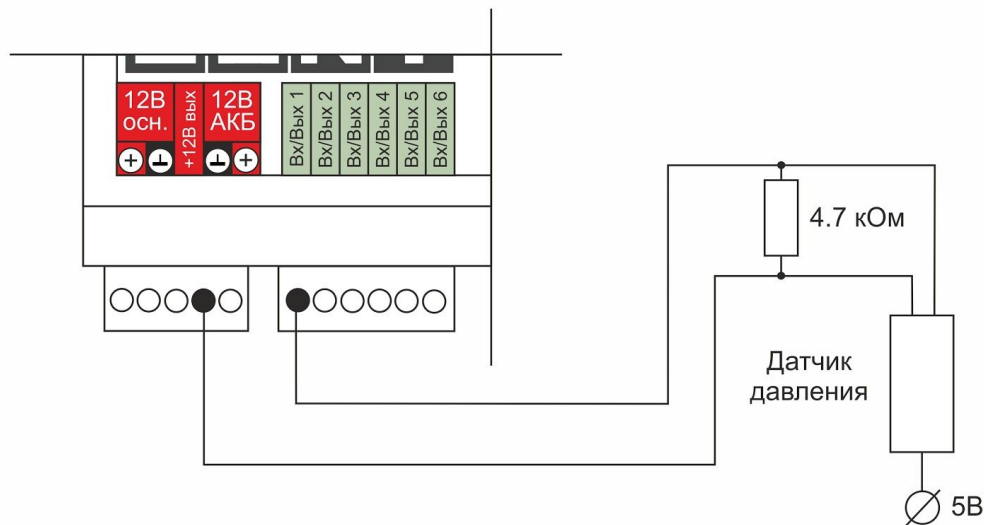 12В
осн.
+12В вых
12В
АКБ
Вх/Вых 1
Вх/Вых 2
Вх/Вых 3
Вх/Вых 4
Вх/Вых 5
Вх/Вых 6
4.7 кОм
Датчик
давления
5В